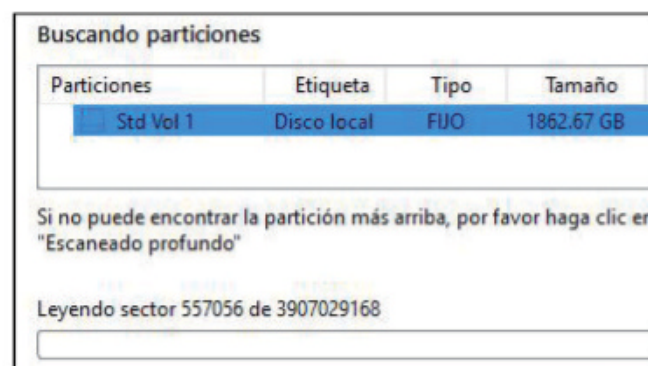 Buscando particiones
Particiones Etiqueta Tipo Tamaño
Std Vol 1 Disco local FIJO 1862.67 GB
Si no puede encontrar la partición más arriba, por favor haga clic en
"Escaneado profundo"
Leyendo sector 557056 de 3907029168